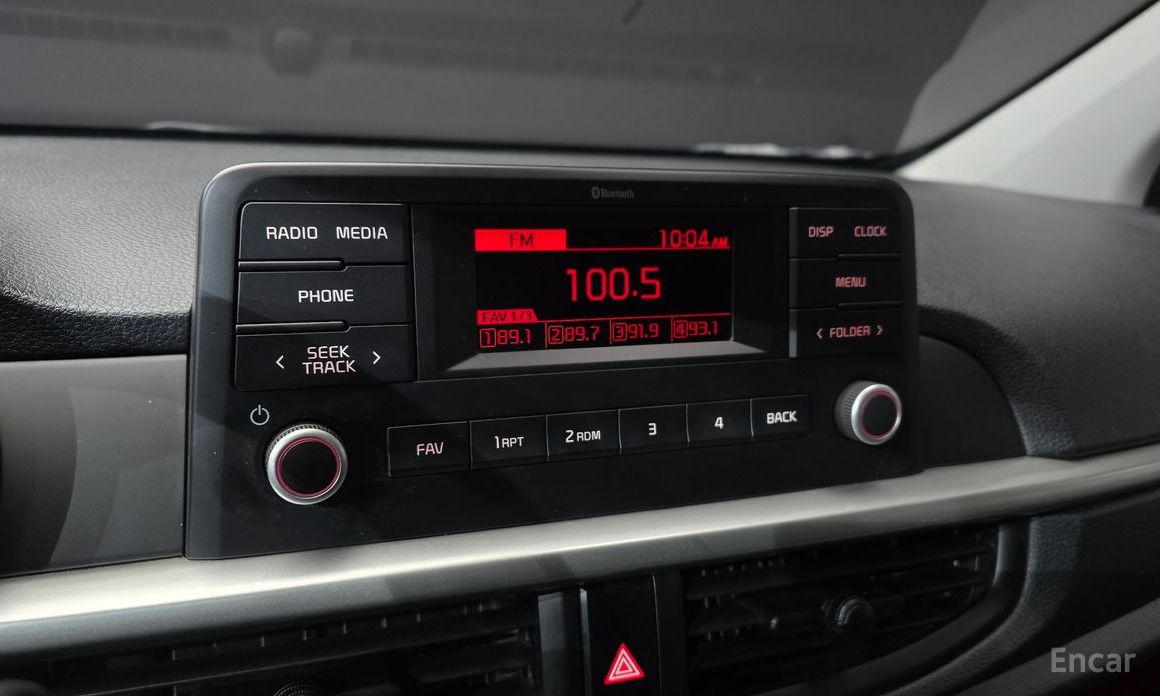 Bluetooth
RADIO MEDIA
FM 10:04 AM
DISP CLOCK
100.5
PHONE
MENU
FAV 1/3
1 89.1 2 89.7 3 91.9 4 93.1
< SEEK TRACK >
< FOLDER >
FAV 1 RPT 2 RDM 3 4 BACK
Encar